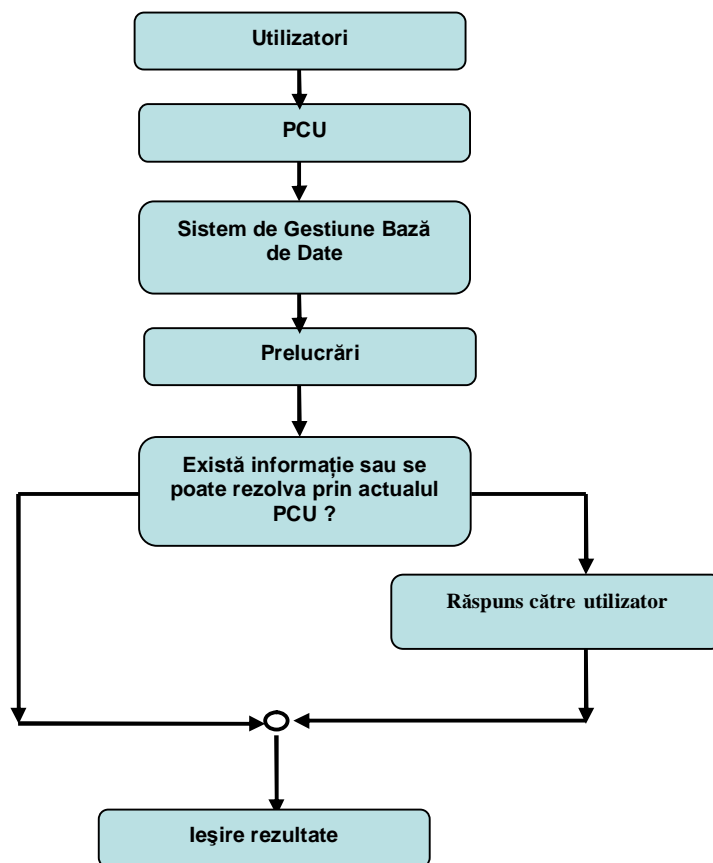 Utilizatori
PCU
Sistem de Gestiune Bază
de Date
Prelucrări
Există informație sau se
poate rezolva prin actualul
PCU ?
Răspuns către utilizator
Ieşire rezultate